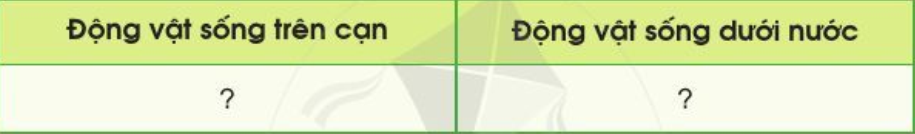 Động vật sống trên cạn
Động vật sống dưới nước
?
?